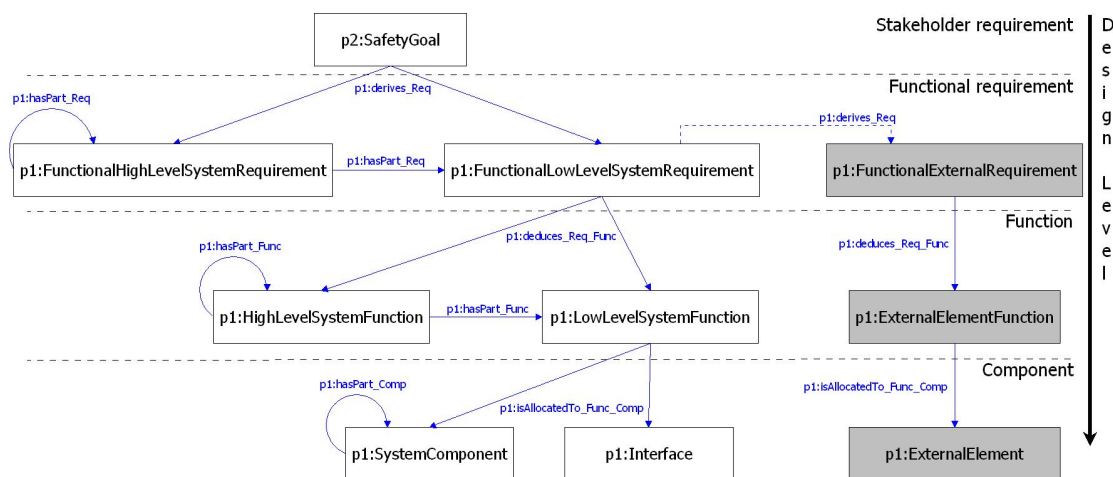 Stakeholder requirement
p2:SafetyGoal
Functional requirement
p1:derives_Req
p1:hasPart_Req
p1:derives_Req
p1:FunctionalHighLevelSystemRequirement
p1:hasPart_Req
p1:FunctionalLowLevelSystemRequirement
p1:FunctionalExternalRequirement
Function
p1:hasPart_Func
p1:deduces_Req_Func
p1:deduces_Req_Func
p1:HighLevelSystemFunction
p1:hasPart_Func
p1:LowLevelSystemFunction
p1:ExternalElementFunction
Component
p1:hasPart_Comp
p1:isAllocatedTo_Func_Comp
p1:isAllocatedTo_Func_Comp
p1:SystemComponent
p1:Interface
p1:ExternalElement
Design Level